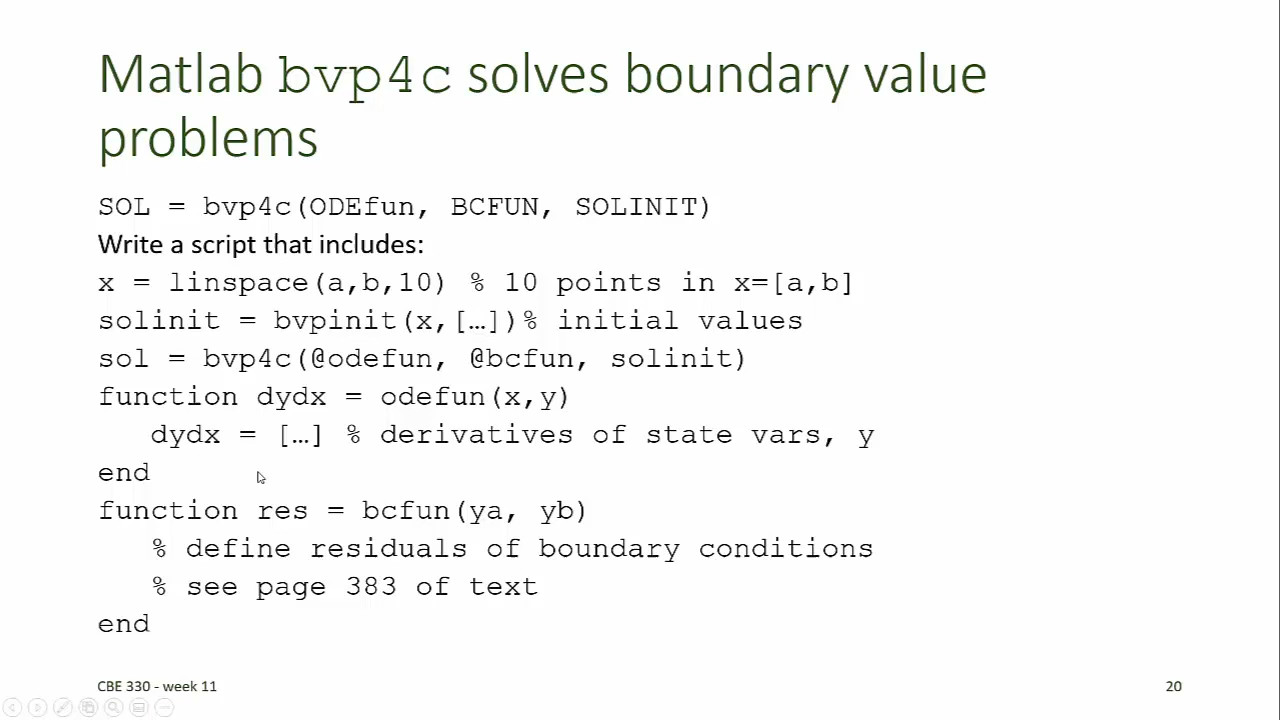 Matlab bvp4c solves boundary value
problems
SOL = bvp4c(ODEfun, BCFUN, SOLINIT)
Write a script that includes:
x = linspace(a,b,10) % 10 points in x=[a,b]
solinit = bvpinit(x,[…])% initial values
sol = bvp4c(@odefun, @bcfun, solinit)
function dydx = odefun(x,y)
   dydx = […] % derivatives of state vars, y
end
function res = bcfun(ya, yb)
   % define residuals of boundary conditions
   % see page 383 of text
end
CBE 330 - week 11
20